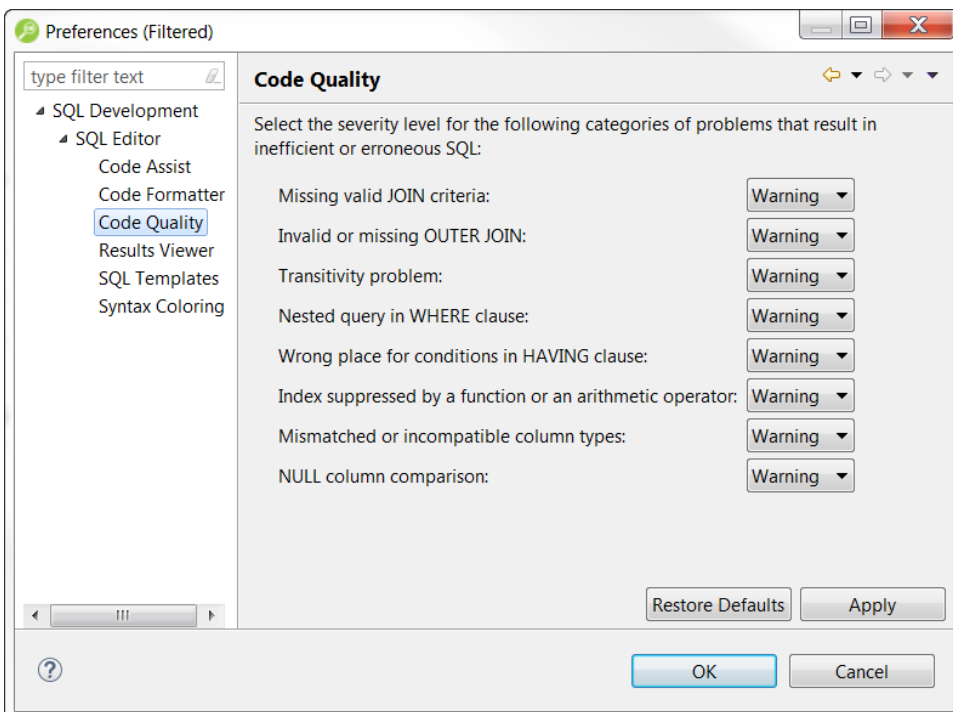 Preferences (Filtered)
type filter text
SQL Development
SQL Editor
Code Assist
Code Formatter
Code Quality
Results Viewer
SQL Templates
Syntax Coloring
Code Quality
Select the severity level for the following categories of problems that result in
inefficient or erroneous SQL:
Missing valid JOIN criteria: Warning
Invalid or missing OUTER JOIN: Warning
Transitivity problem: Warning
Nested query in WHERE clause: Warning
Wrong place for conditions in HAVING clause: Warning
Index suppressed by a function or an arithmetic operator: Warning
Mismatched or incompatible column types: Warning
NULL column comparison: Warning
Restore Defaults Apply
OK Cancel